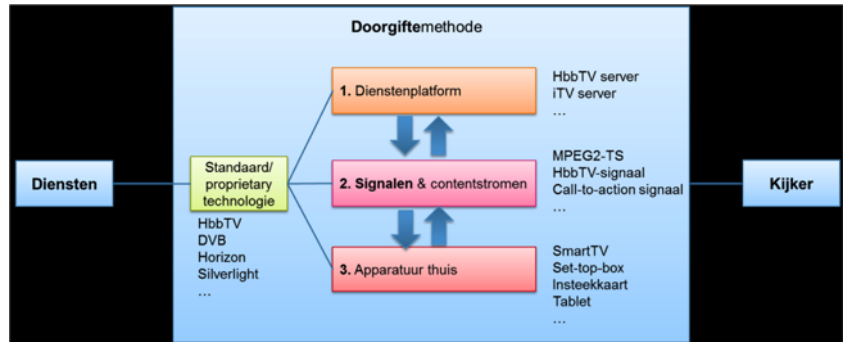 Doorgiftemethode
Diensten
Standaard/
proprietary
technologie
HbbTV
DVB
Horizon
Silverlight
...
1. Dienstenplatform
HbbTV server
iTV server
...
2. Signalen & contentstromen
MPEG2-TS
HbbTV-signaal
Call-to-action signaal
...
3. Apparatuur thuis
SmartTV
Set-top-box
Insteekkaart
Tablet
...
Kijker